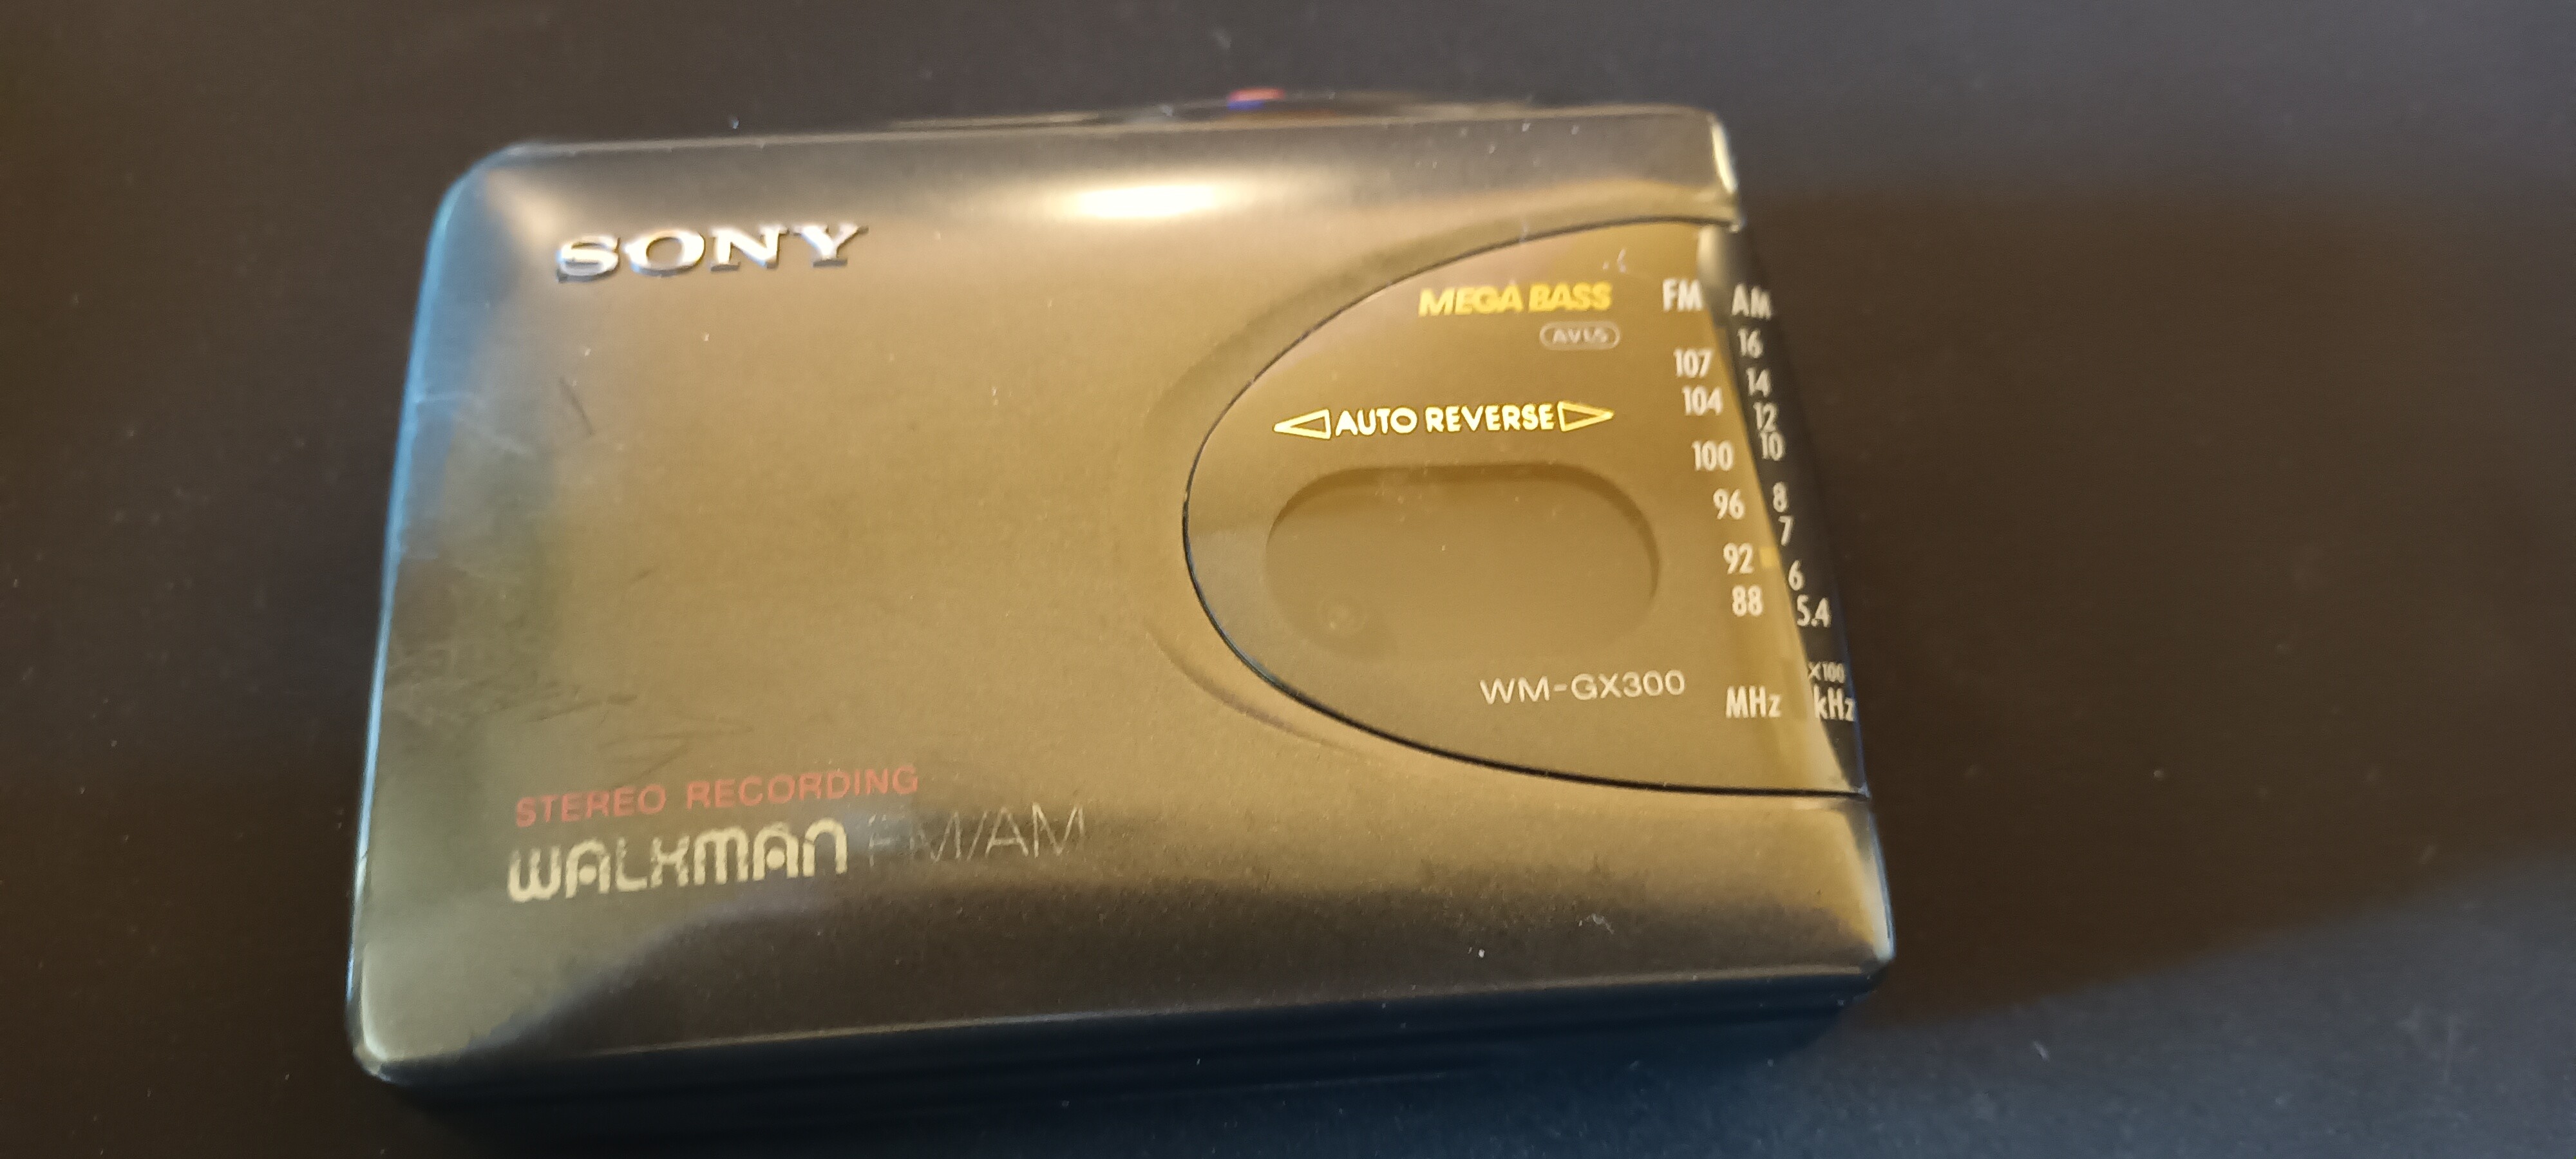 SONY
MEGA BASS
AVLS
AUTO REVERSE
FM AM
107 16
104 14
12
100 10
96 8
7
92 6
88 5.4
WM-GX300
X100
MHz kHz
STEREO RECORDING
WALKMAN FM/AM